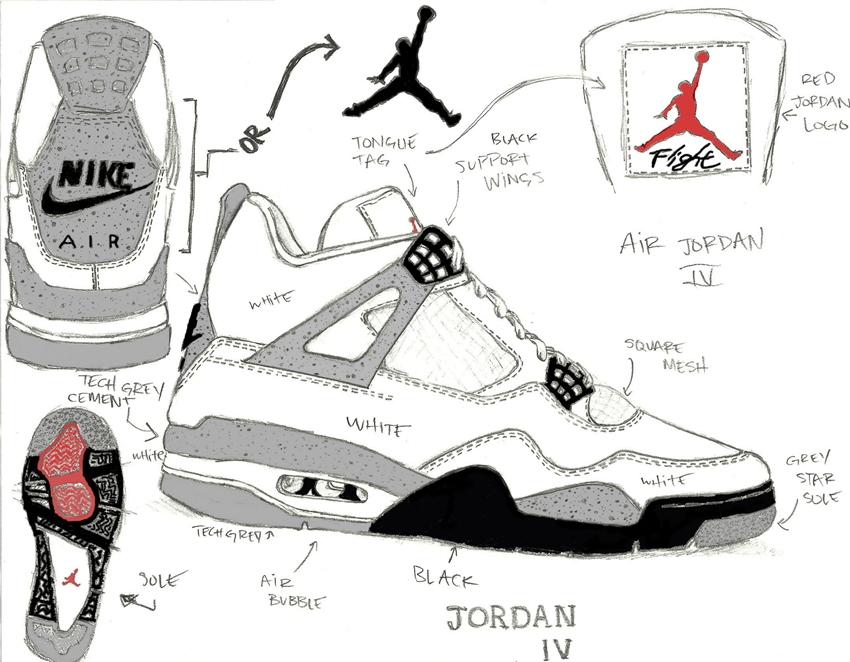 NIKE
AIR
OR
TONGUE
TAG
BLACK
SUPPORT
WINGS
Flight
RED
JORDAN
LOGO
AIR JORDAN
IV
WHITE
SQUARE
MESH
TECH GREY
CEMENT
WHITE
WHITE
WHITE
GREY
STAR
SOLE
TECH GREY
AIR
BUBBLE
BLACK
SOLE
JORDAN
IV